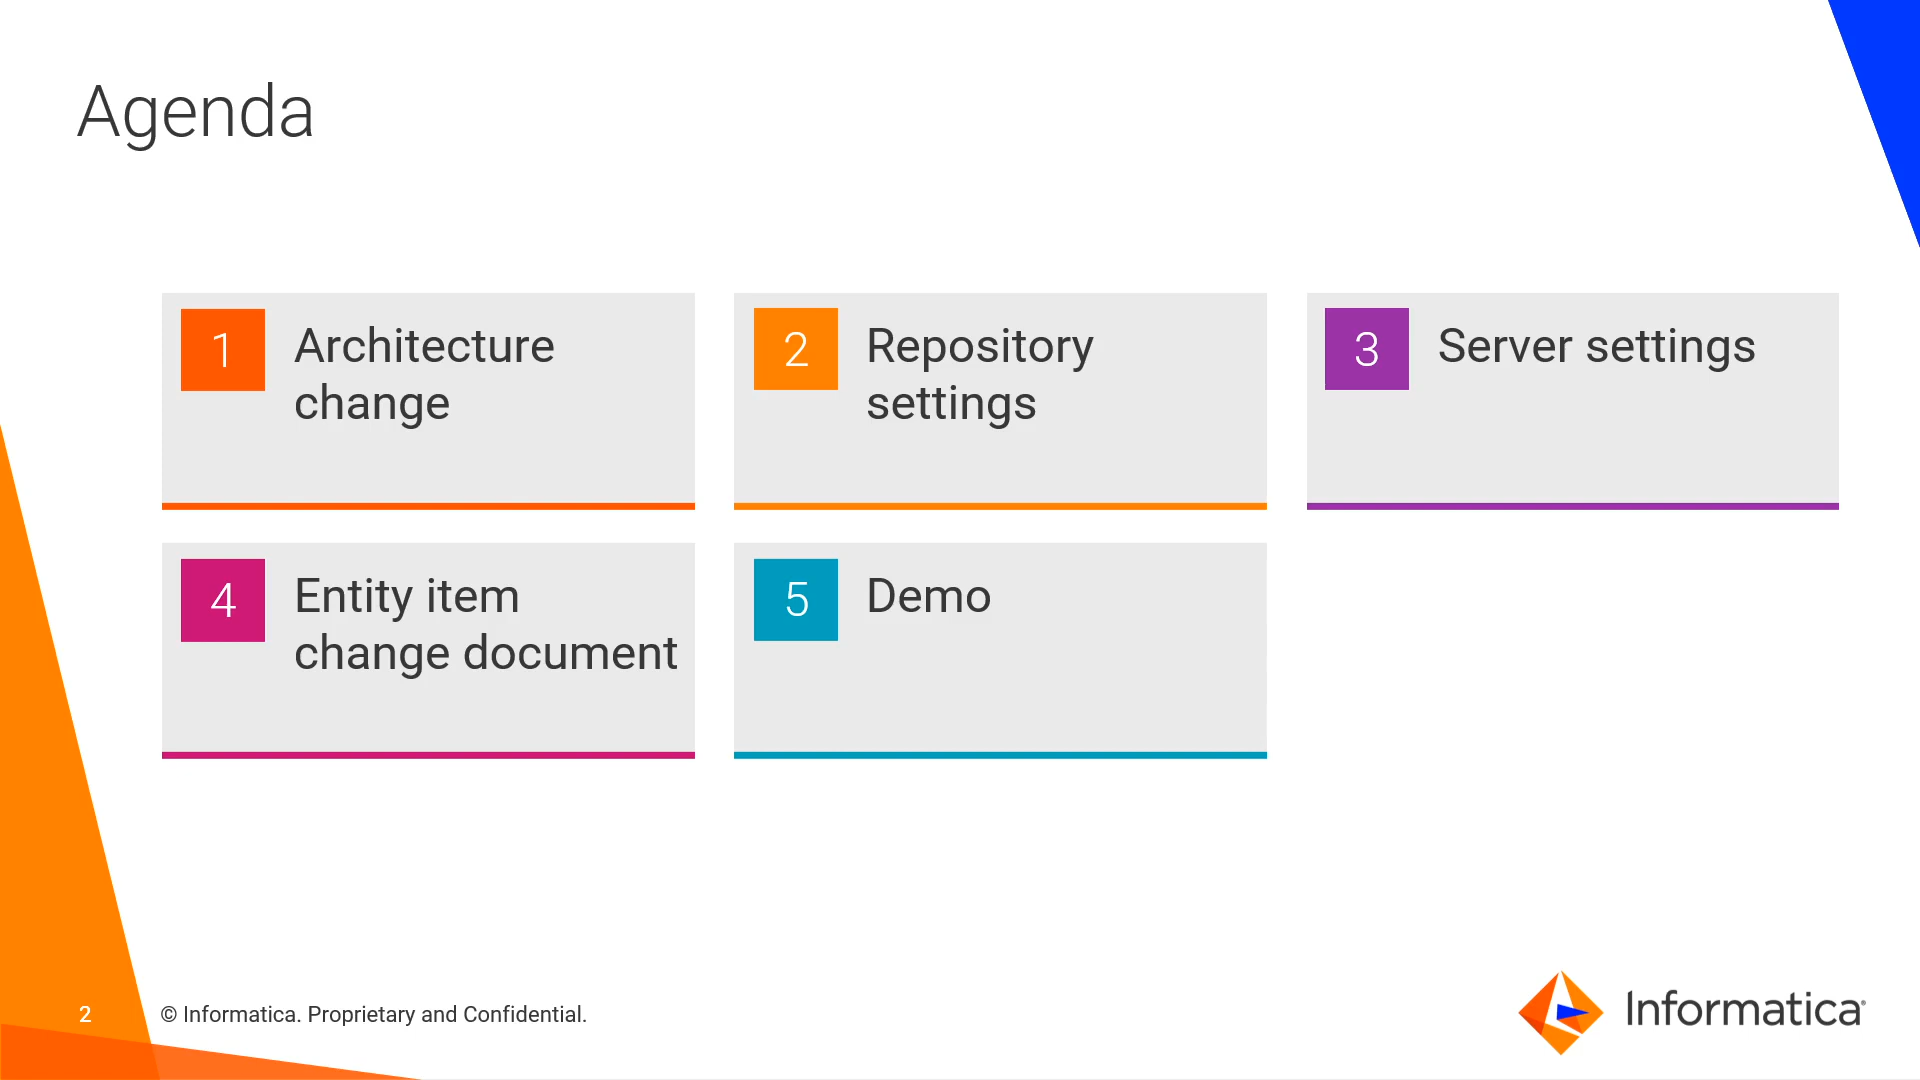 Agenda
1
Architecture
change
2
Repository
settings
3
Server settings
4
Entity item
change document
5
Demo
2
© Informatica. Proprietary and Confidential.
Informatica®